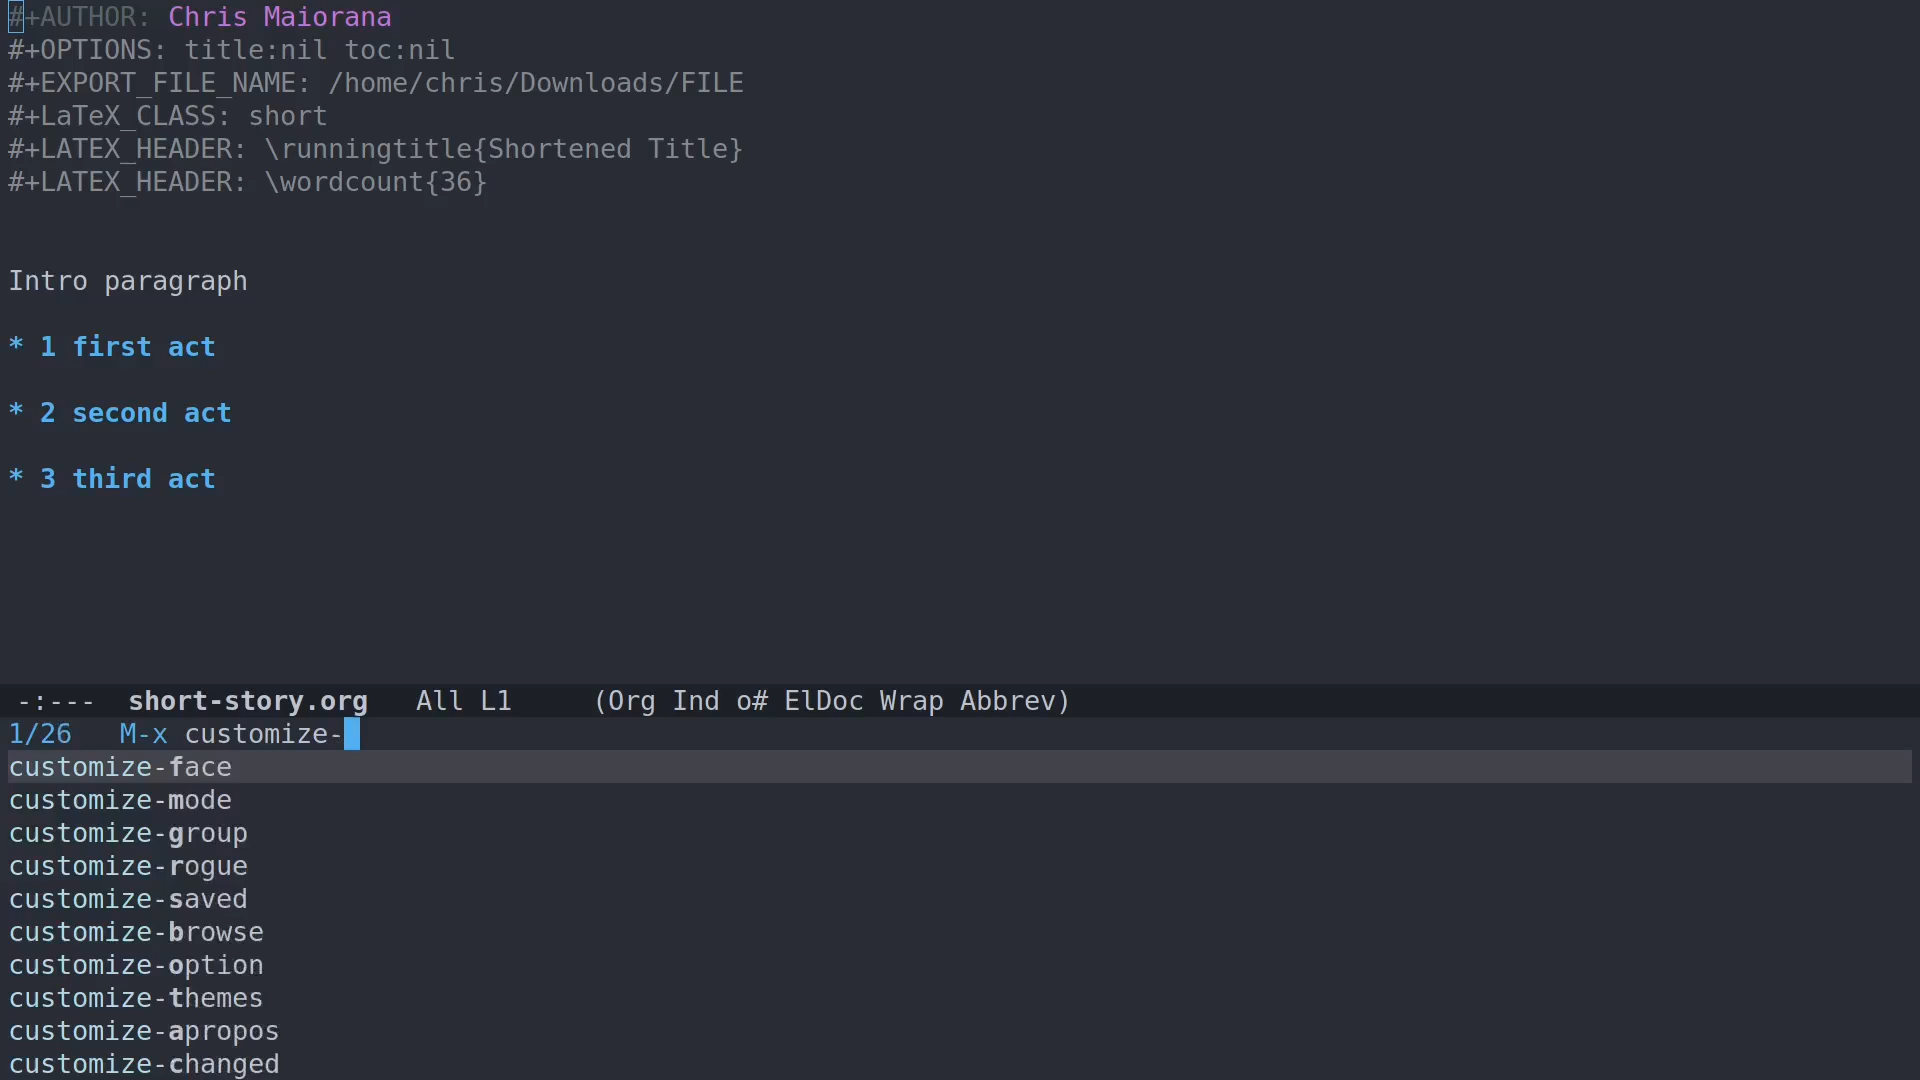 #+AUTHOR: Chris Maiorana
#+OPTIONS: title:nil toc:nil
#+EXPORT_FILE_NAME: /home/chris/Downloads/FILE
#+LaTeX_CLASS: short
#+LATEX_HEADER: \runningtitle{Shortened Title}
#+LATEX_HEADER: \wordcount{36}
Intro paragraph
* 1 first act
* 2 second act
* 3 third act
-:--- short-story.org All L1 (Org Ind o# ElDoc Wrap Abbrev)
1/26 M-x customize-
customize-face
customize-mode
customize-group
customize-rogue
customize-saved
customize-browse
customize-option
customize-themes
customize-apropos
customize-changed